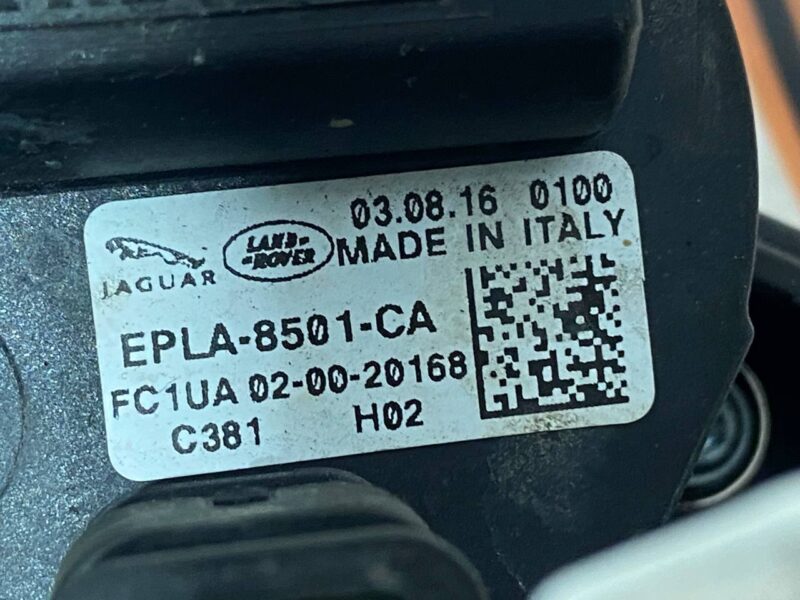 03.08.16 0100
JAGUAR LAND-
-ROVER MADE IN ITALY
EPLA-8501-CA
FC1UA 02-00-20168
C381 H02